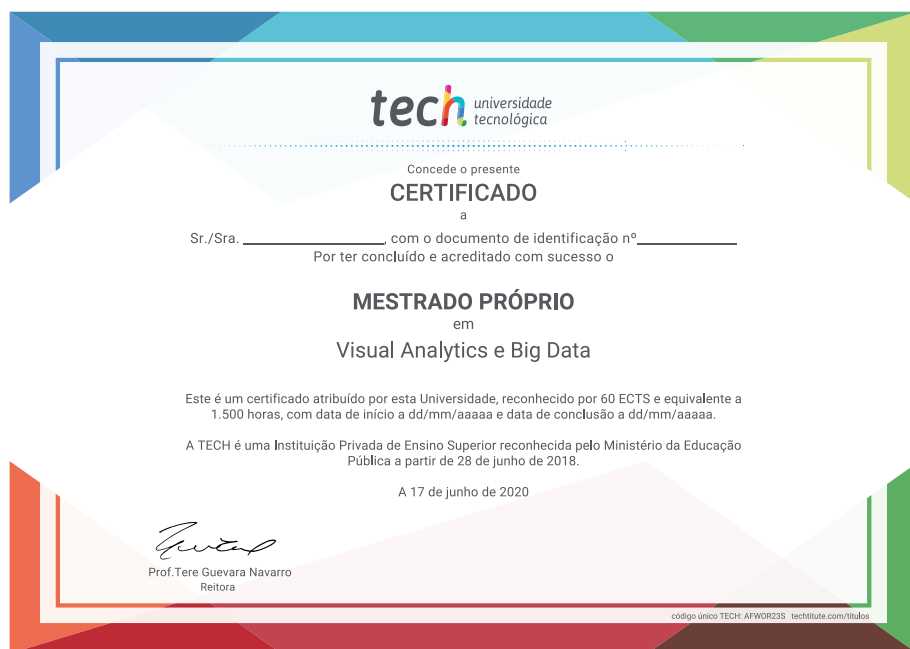 tech universidade
tecnológica
Concede o presente
CERTIFICADO
a
Sr./Sra. ____________, com o documento de identificação nº____________
Por ter concluído e acreditado com sucesso o
MESTRADO PRÓPRIO
em
Visual Analytics e Big Data
Este é um certificado atribuído por esta Universidade, reconhecido por 60 ECTS e equivalente a
1.500 horas, com data de início a dd/mm/aaaaa e data de conclusão a dd/mm/aaaaa.
A TECH é uma Instituição Privada de Ensino Superior reconhecida pelo Ministério da Educação
Pública a partir de 28 de junho de 2018.
A 17 de junho de 2020
Prof.Tere Guevara Navarro
Reitora
código único TECH: AFWOR23S techtitute.com/titulos